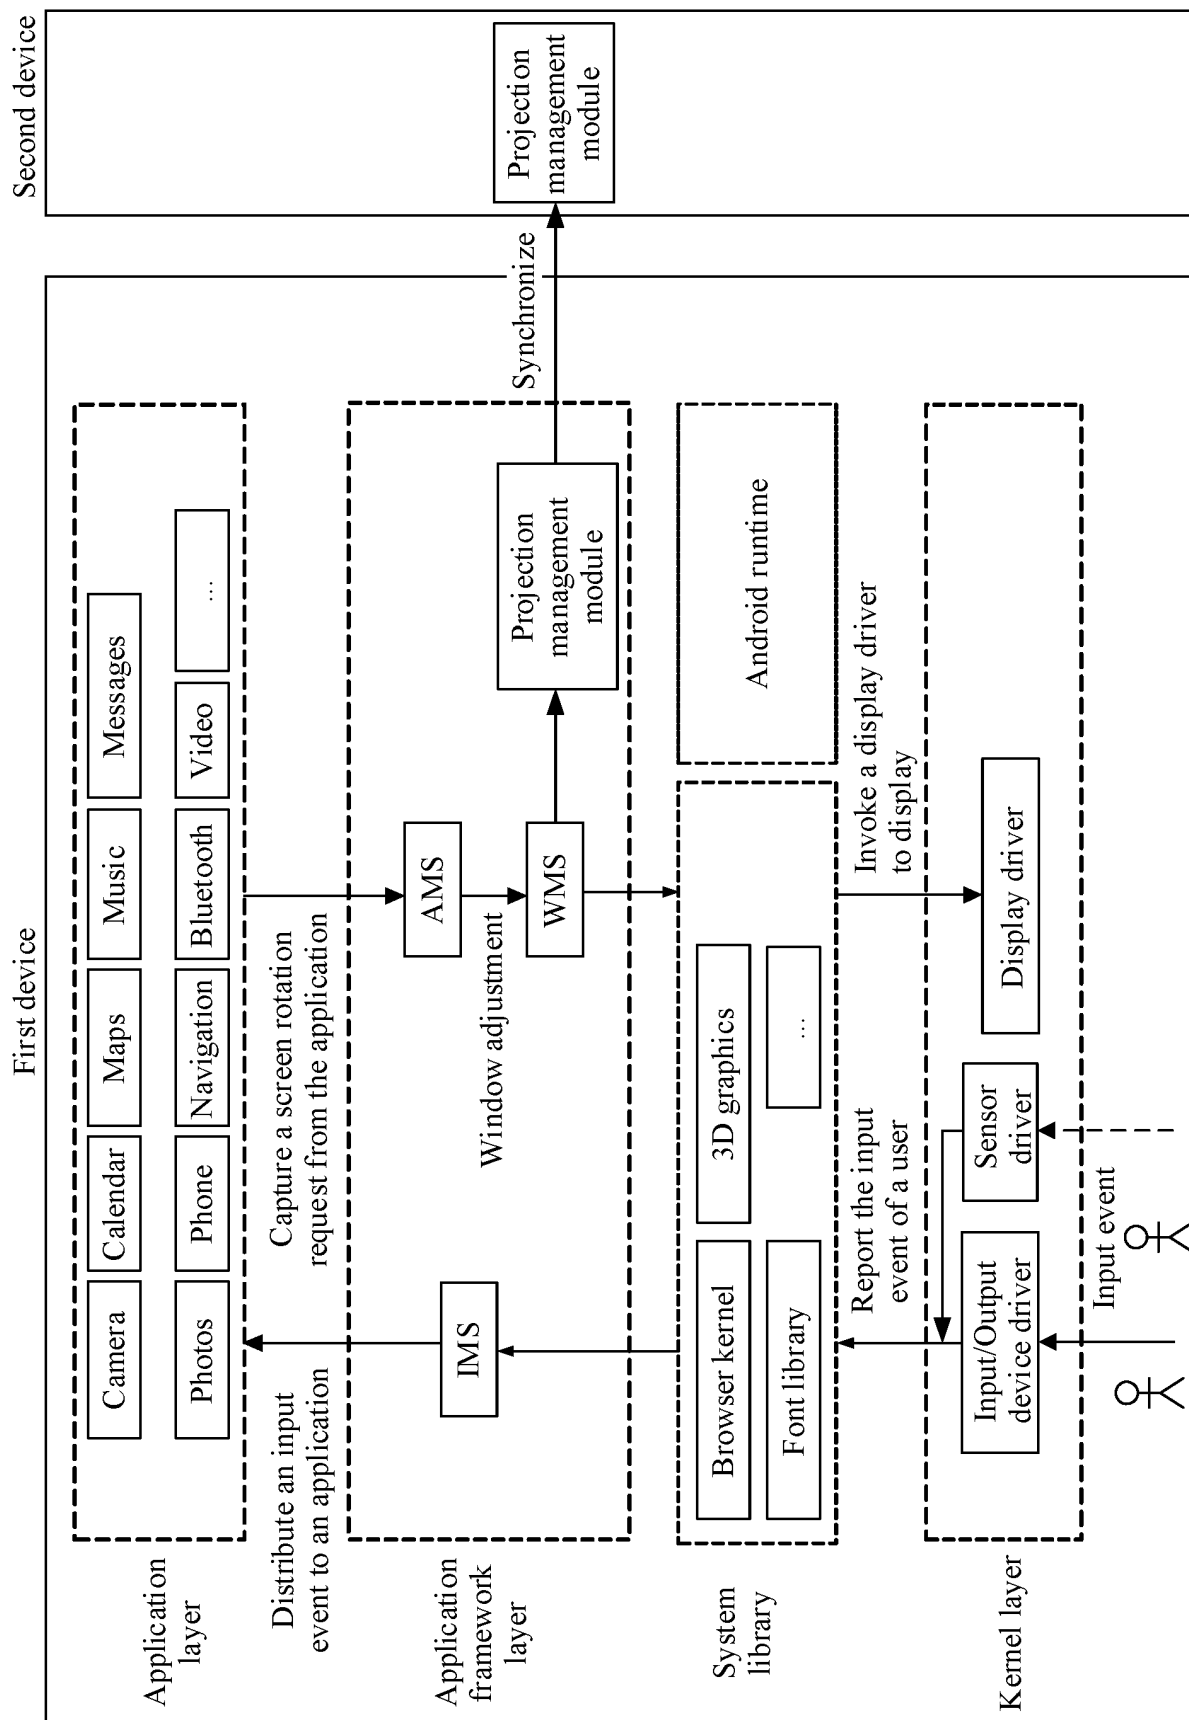 First device
Second device
Application
layer
Camera
Calendar
Maps
Music
Messages
Photos
Phone
Navigation
Bluetooth
Video
...
Distribute an input
event to an application
Capture a screen rotation
request from the application
Application
framework
layer
IMS
AMS
Window adjustment
WMS
Projection
management
module
Synchronize
Projection
management
module
System
library
Browser kernel
3D graphics
Font library
...
Android runtime
Report the input
event of a user
Invoke a display driver
to display
Kernel layer
Input/Output
device driver
Sensor
driver
Display driver
Input event